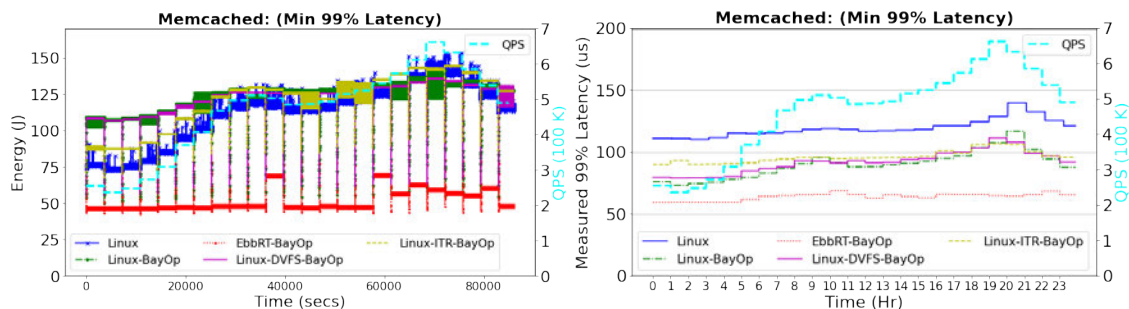 Memcached: (Min 99% Latency)
150
125
100
75
50
25
0
Energy (J)
7
6
5
4
3
2
1
0
QPS (100 K)
QPS
Linux
Linux-BayOp
EbbRT-BayOp
Linux-DVFS-BayOp
Linux-ITR-BayOp
0 20000 40000 60000 80000
Time (secs)
Memcached: (Min 99% Latency)
200
150
100
50
0
Measured 99% Latency (us)
7
6
5
4
3
2
1
0
QPS (100 K)
QPS
Linux
Linux-BayOp
EbbRT-BayOp
Linux-DVFS-BayOp
Linux-ITR-BayOp
0 1 2 3 4 5 6 7 8 9 10 11 12 13 14 15 16 17 18 19 20 21 22 23
Time (Hr)